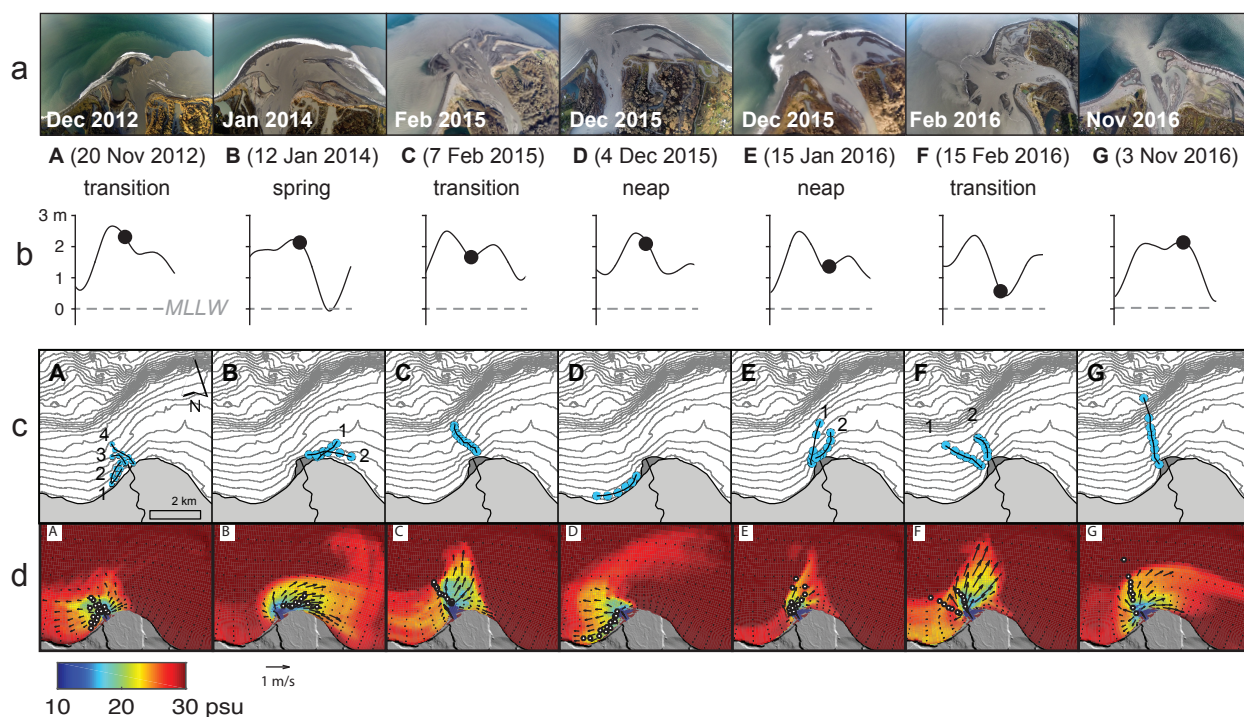 a
Dec 2012 Jan 2014 Feb 2015 Dec 2015 Dec 2015 Feb 2016 Nov 2016
A (20 Nov 2012) B (12 Jan 2014) C (7 Feb 2015) D (4 Dec 2015) E (15 Jan 2016) F (15 Feb 2016) G (3 Nov 2016)
transition spring transition neap neap transition
b
3 m
2
1
0
MLLW
c
A B C D E F G
N
4
3
2
1
2 km
1
2
1
2
1
2
d
A B C D E F G
1 m/s
10 20 30 psu